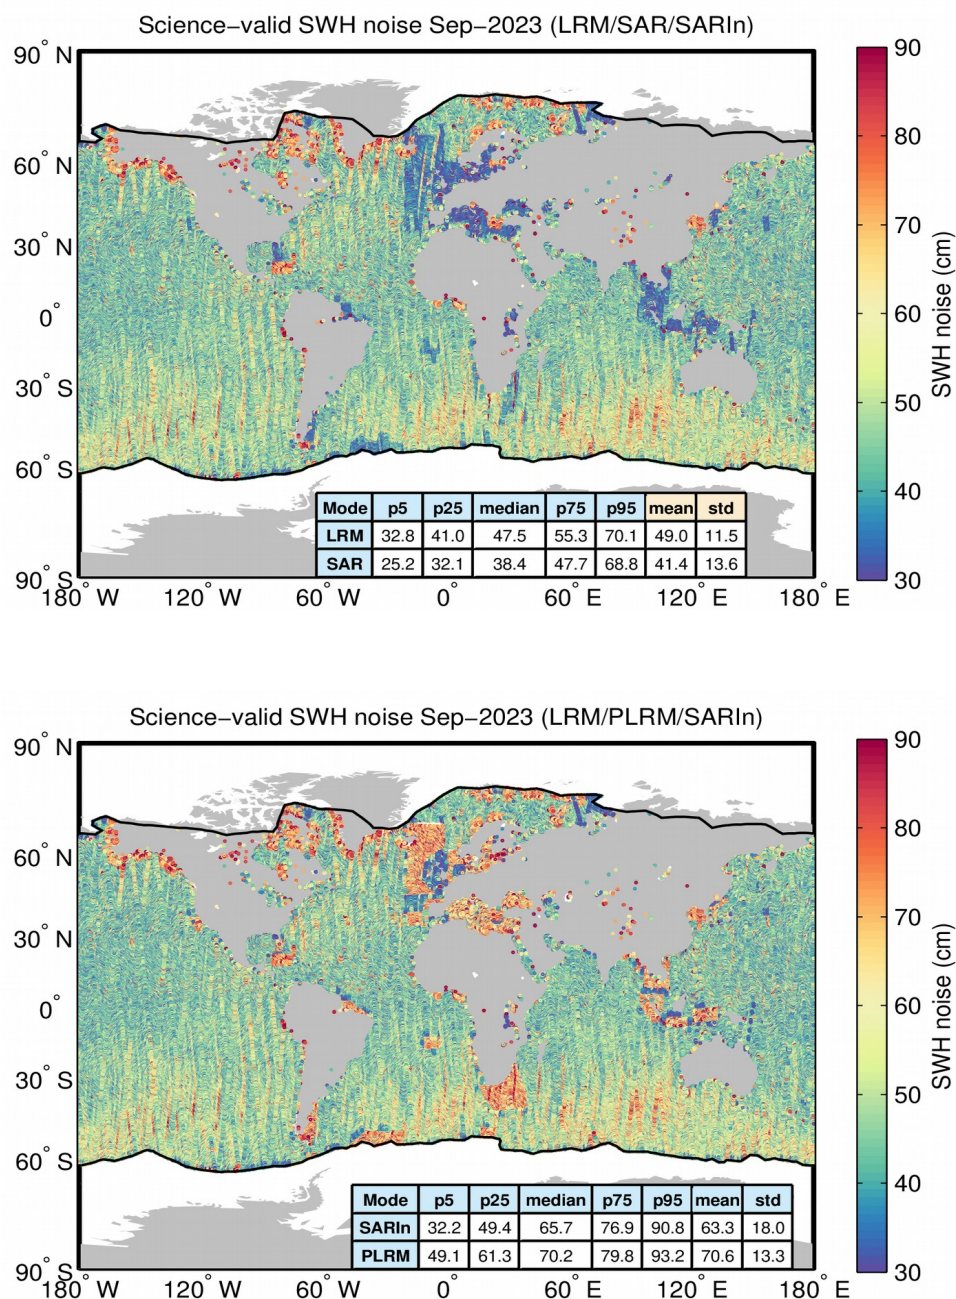 Science−valid SWH noise Sep−2023 (LRM/SAR/SARIn)
90° N
60° N
30° N
0°
30° S
60° S
90° S
180° W 120° W 60° W 0° 60° E 120° E 180° E
Mode p5 p25 median p75 p95 mean std
LRM 32.8 41.0 47.5 55.3 70.1 49.0 11.5
SAR 25.2 32.1 38.4 47.7 68.8 41.4 13.6
90
80
70
60
50
40
30
SWH noise (cm)
Science−valid SWH noise Sep−2023 (LRM/PLRM/SARIn)
90° N
60° N
30° N
0°
30° S
60° S
90° S
180° W 120° W 60° W 0° 60° E 120° E 180° E
Mode p5 p25 median p75 p95 mean std
SARIn 32.2 49.4 65.7 76.9 90.8 63.3 18.0
PLRM 49.1 61.3 70.2 79.8 93.2 70.6 13.3
90
80
70
60
50
40
30
SWH noise (cm)